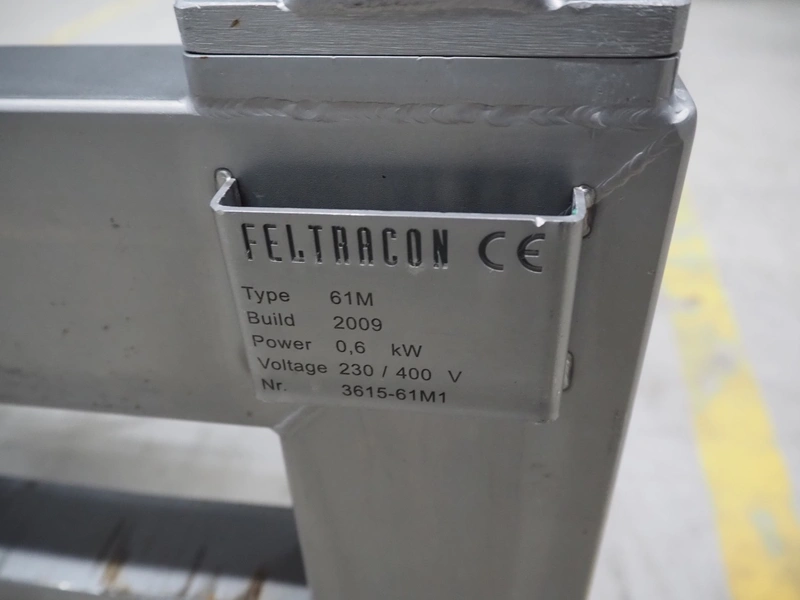 FELTRACON CE
Type 61M
Build 2009
Power 0,6 kW
Voltage 230 / 400 V
Nr. 3615-61M1